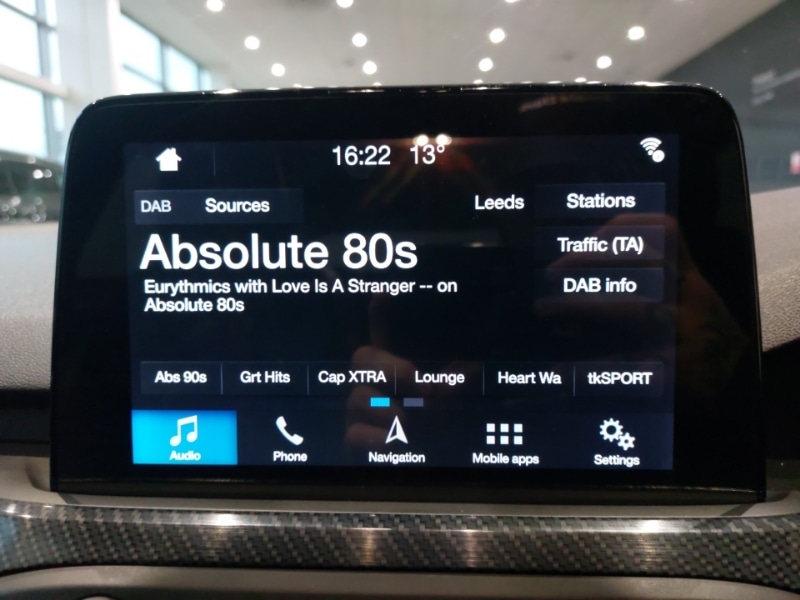 16:22 13°
DAB Sources Leeds Stations
Absolute 80s
Traffic (TA)
Eurythmics with Love Is A Stranger -- on
Absolute 80s
DAB info
Abs 90s Grt Hits Cap XTRA Lounge Heart Wa tkSPORT
Audio Phone Navigation Mobile apps Settings